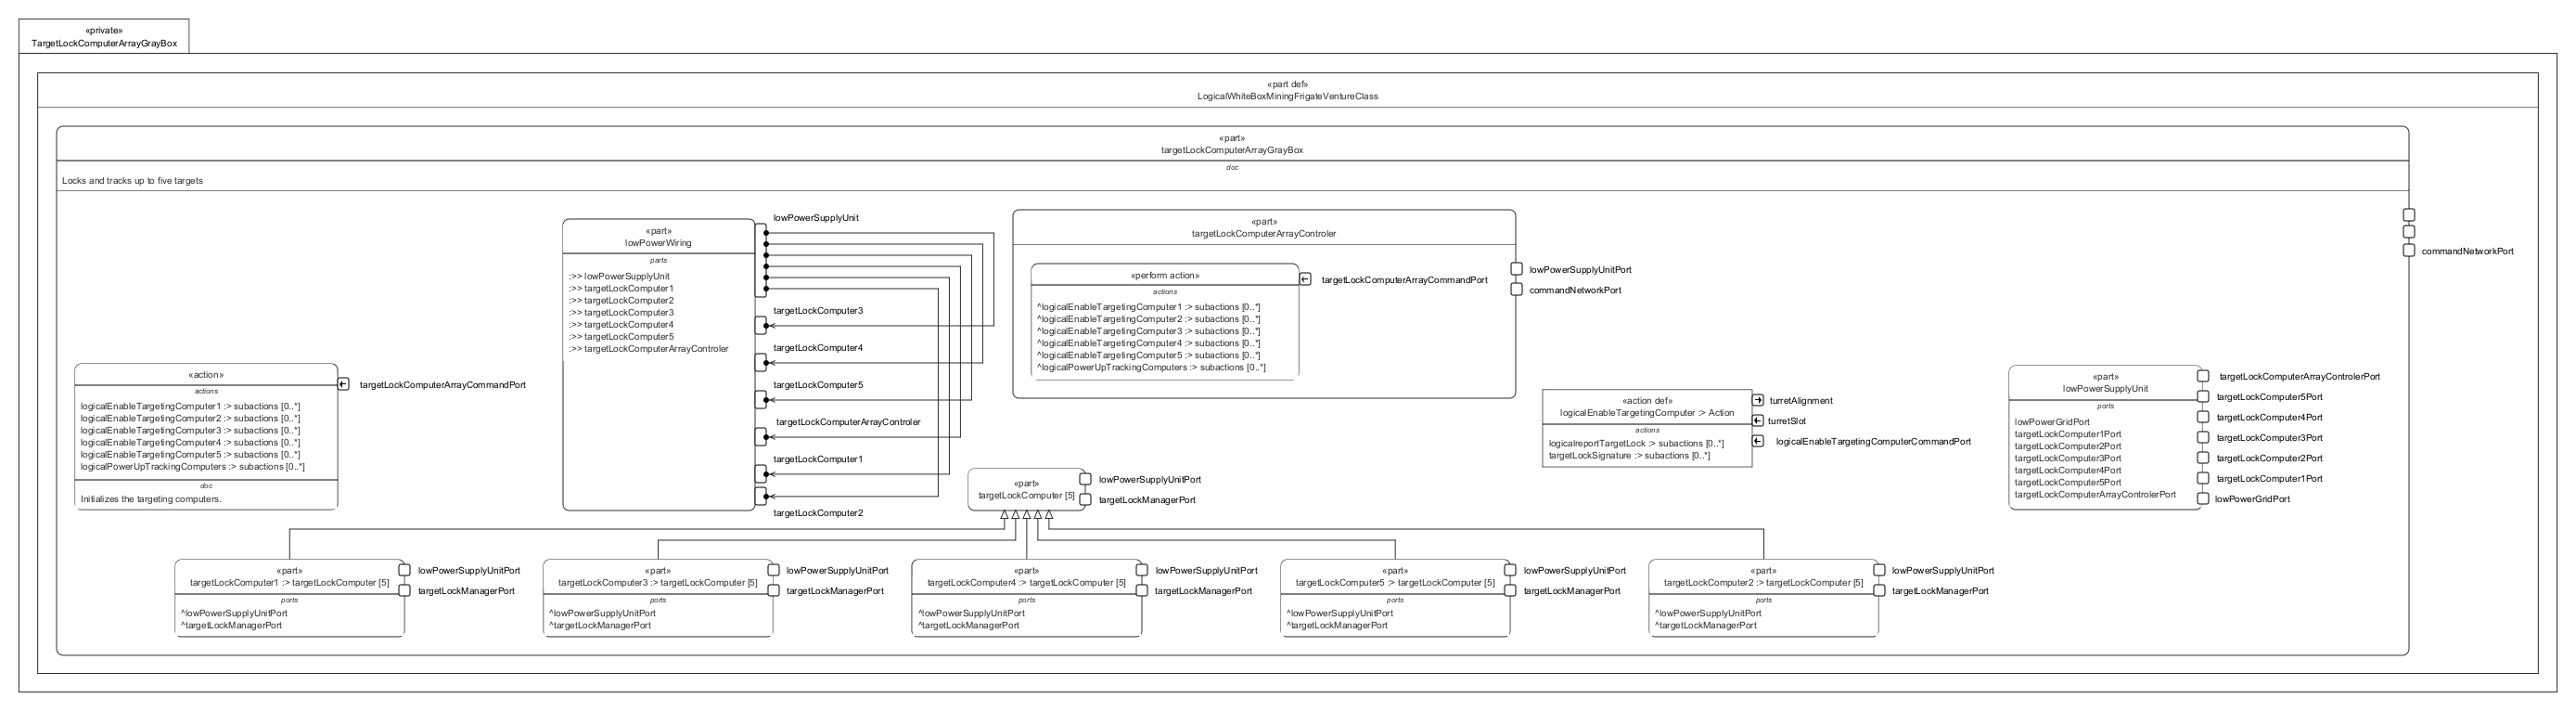 «private»
TargetLockComputerArrayGrayBox
«part def»
LogicalWhiteBoxMiningFrigateVentureClass
«part»
targetLockComputerArrayGrayBox
doc
Locks and tracks up to five targets
commandNetworkPort
«part»
lowPowerWiring
parts
:>> lowPowerSupplyUnit
:>> targetLockComputer1
:>> targetLockComputer2
:>> targetLockComputer3
:>> targetLockComputer4
:>> targetLockComputer5
:>> targetLockComputerArrayControler
lowPowerSupplyUnit
targetLockComputer3
targetLockComputer4
targetLockComputer5
targetLockComputerArrayControler
targetLockComputer1
targetLockComputer2
«part»
targetLockComputerArrayControler
«perform action»
actions
^logicalEnableTargetingComputer1 :> subactions [0..*]
^logicalEnableTargetingComputer2 :> subactions [0..*]
^logicalEnableTargetingComputer3 :> subactions [0..*]
^logicalEnableTargetingComputer4 :> subactions [0..*]
^logicalEnableTargetingComputer5 :> subactions [0..*]
^logicalPowerUpTrackingComputers :> subactions [0..*]
targetLockComputerArrayCommandPort
lowPowerSupplyUnitPort
commandNetworkPort
«action»
actions
logicalEnableTargetingComputer1 :> subactions [0..*]
logicalEnableTargetingComputer2 :> subactions [0..*]
logicalEnableTargetingComputer3 :> subactions [0..*]
logicalEnableTargetingComputer4 :> subactions [0..*]
logicalEnableTargetingComputer5 :> subactions [0..*]
logicalPowerUpTrackingComputers :> subactions [0..*]
doc
Initializes the targeting computers.
targetLockComputerArrayCommandPort
«action def»
logicalEnableTargetingComputer :> Action
actions
logicalreportTargetLock :> subactions [0..*]
targetLockSignature :> subactions [0..*]
turretAlignment
turretSlot
logicalEnableTargetingComputerCommandPort
«part»
lowPowerSupplyUnit
ports
lowPowerGridPort
targetLockComputer1Port
targetLockComputer2Port
targetLockComputer3Port
targetLockComputer4Port
targetLockComputer5Port
targetLockComputerArrayControlerPort
targetLockComputerArrayControlerPort
targetLockComputer5Port
targetLockComputer4Port
targetLockComputer3Port
targetLockComputer2Port
targetLockComputer1Port
lowPowerGridPort
«part»
targetLockComputer [5]
lowPowerSupplyUnitPort
targetLockManagerPort
«part»
targetLockComputer1 :> targetLockComputer [5]
ports
^lowPowerSupplyUnitPort
^targetLockManagerPort
lowPowerSupplyUnitPort
targetLockManagerPort
«part»
targetLockComputer3 :> targetLockComputer [5]
ports
^lowPowerSupplyUnitPort
^targetLockManagerPort
lowPowerSupplyUnitPort
targetLockManagerPort
«part»
targetLockComputer4 :> targetLockComputer [5]
ports
^lowPowerSupplyUnitPort
^targetLockManagerPort
lowPowerSupplyUnitPort
targetLockManagerPort
«part»
targetLockComputer5 :> targetLockComputer [5]
ports
^lowPowerSupplyUnitPort
^targetLockManagerPort
lowPowerSupplyUnitPort
targetLockManagerPort
«part»
targetLockComputer2 :> targetLockComputer [5]
ports
^lowPowerSupplyUnitPort
^targetLockManagerPort
lowPowerSupplyUnitPort
targetLockManagerPort